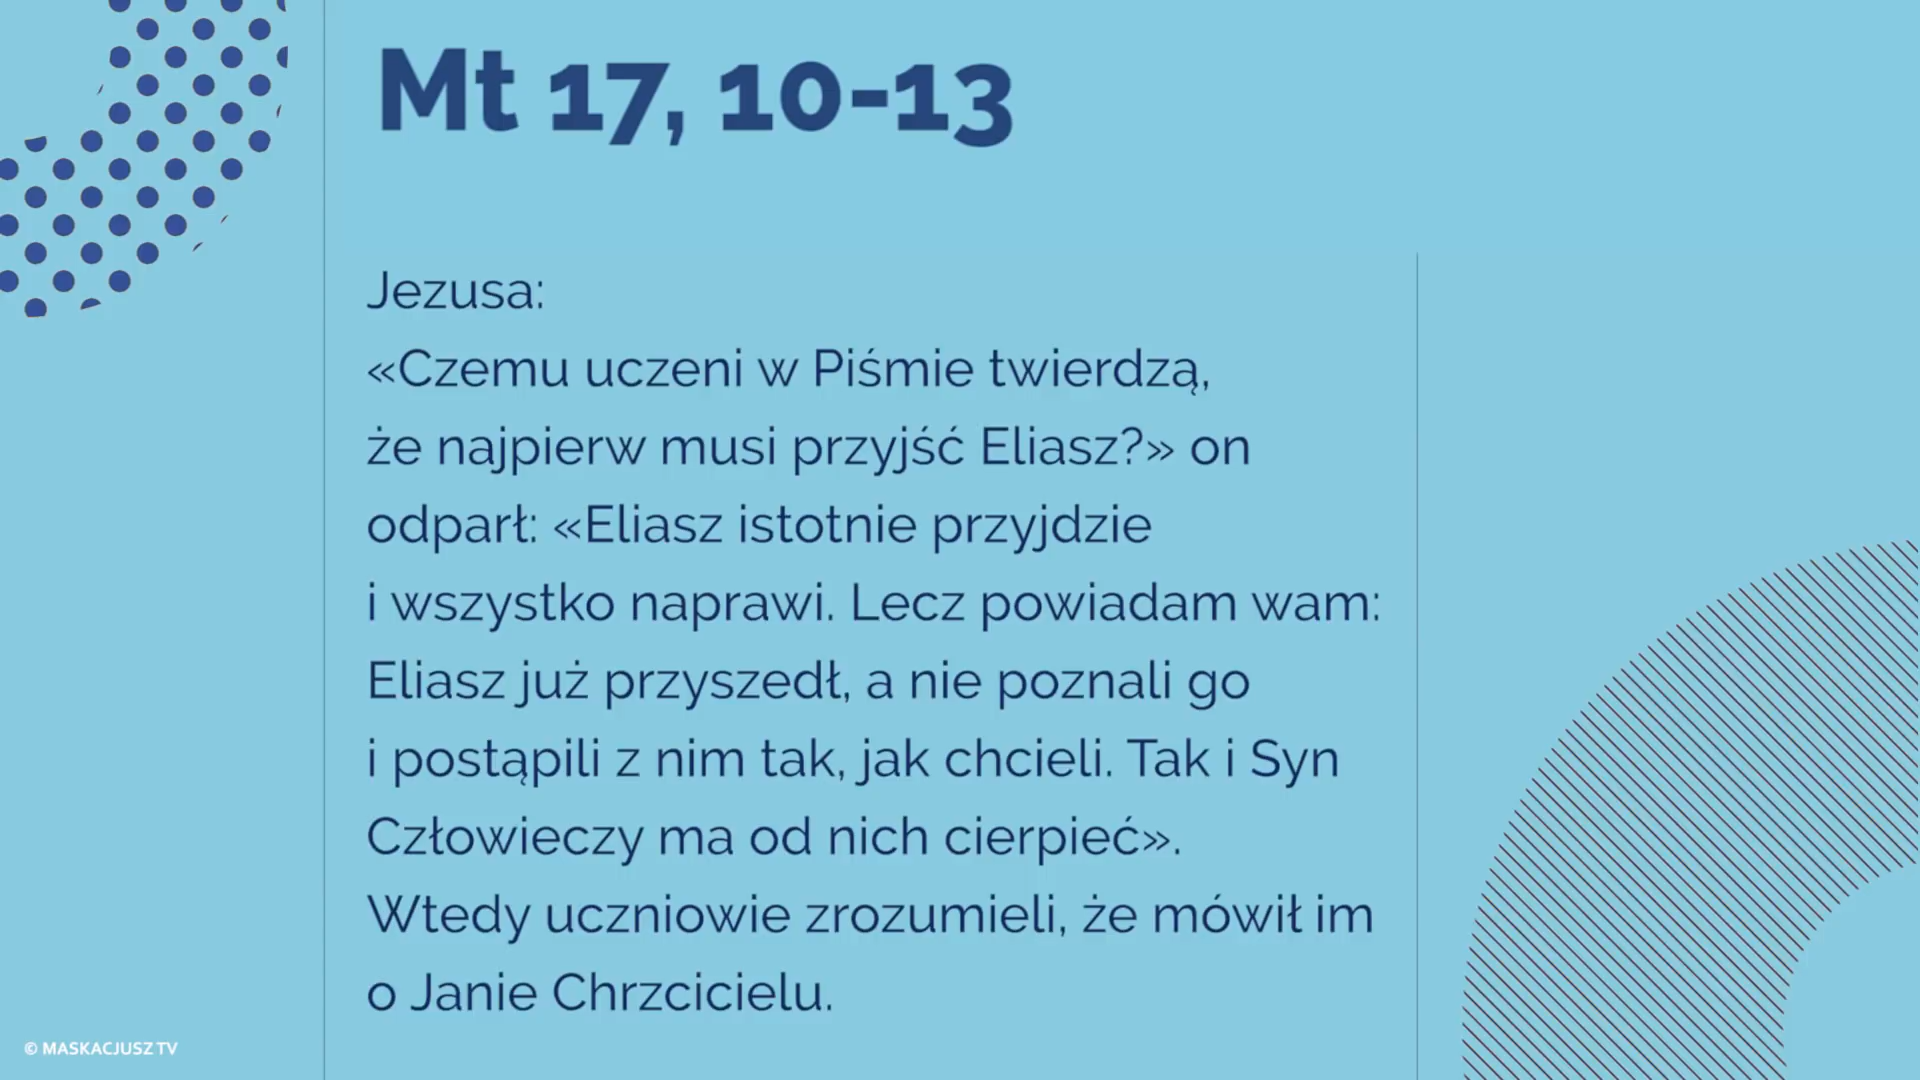 Mt 17, 10-13
Jezusa:
«Czemu uczeni w Piśmie twierdzą,
że najpierw musi przyjść Eliasz?» on
odparł: «Eliasz istotnie przyjdzie
i wszystko naprawi. Lecz powiadam wam:
Eliasz już przyszedł, a nie poznali go
i postąpili z nim tak, jak chcieli. Tak i Syn
Człowieczy ma od nich cierpieć».
Wtedy uczniowie zrozumieli, że mówił im
o Janie Chrzcicielu.
© MASKACJUSZ TV